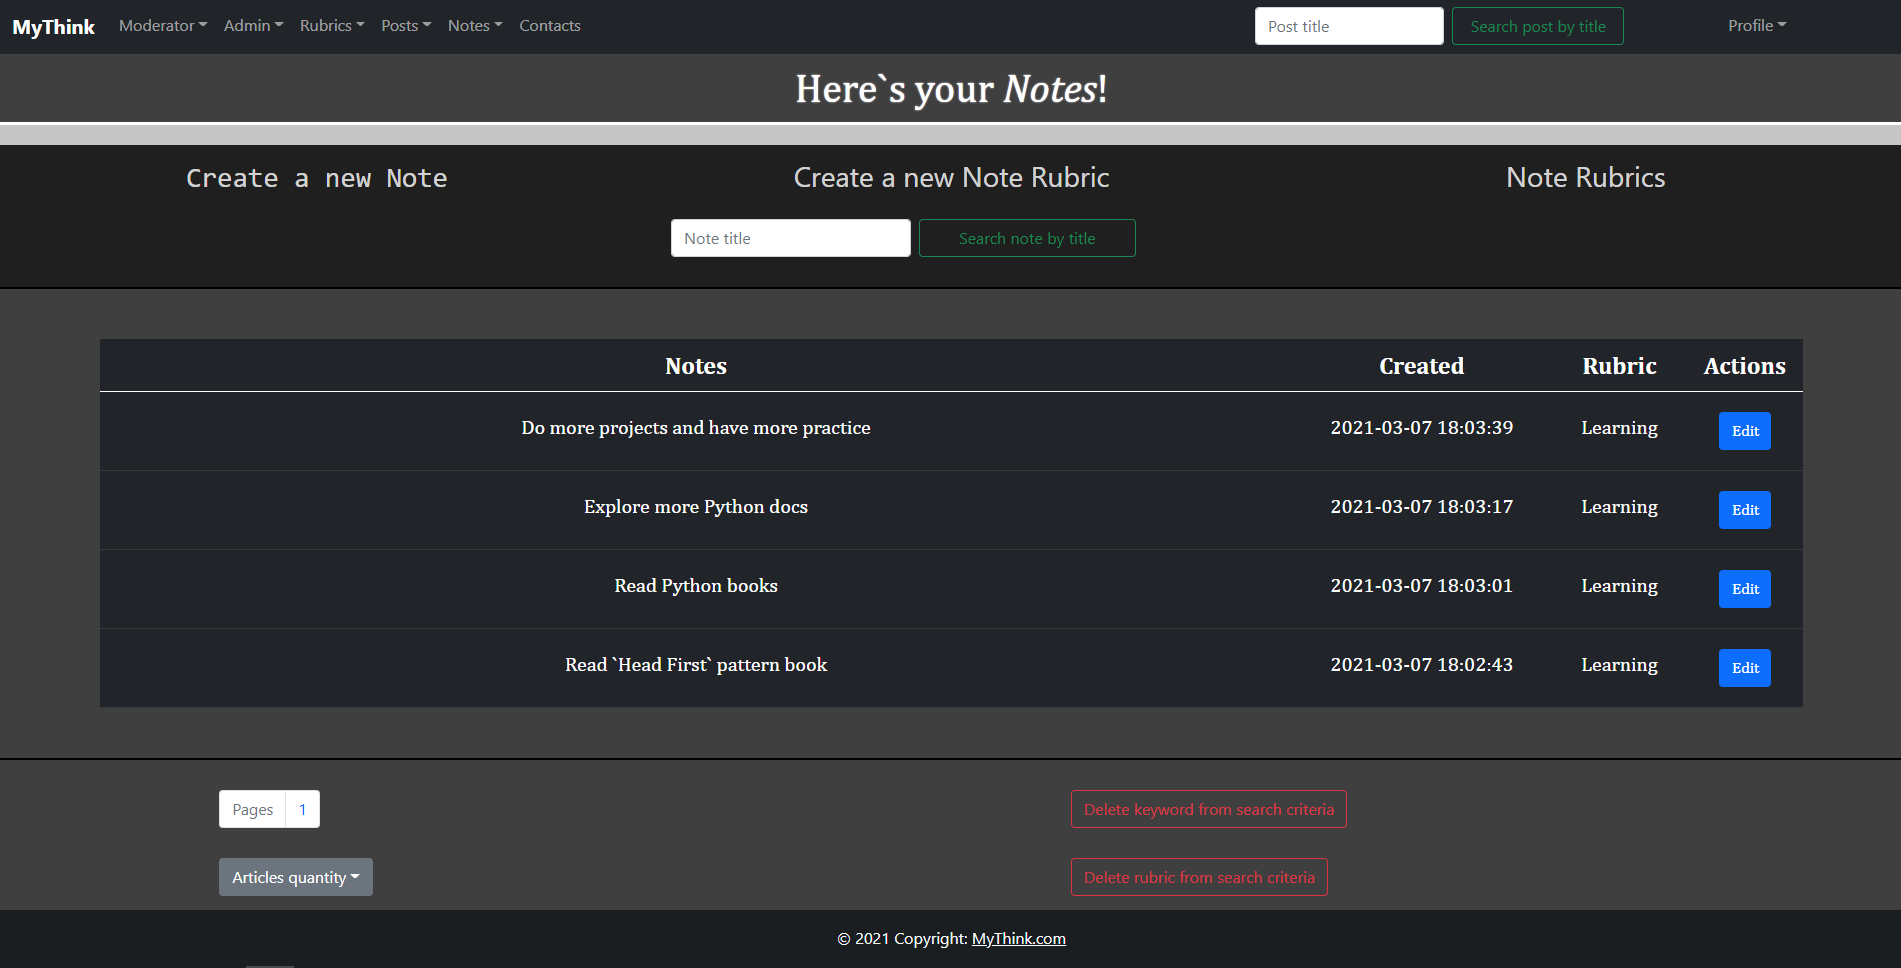 MyThink Moderator Admin Rubrics Posts Notes Contacts Post title Search post by title Profile
Here`s your Notes!
Create a new Note Create a new Note Rubric Note Rubrics
Note title Search note by title
Notes Created Rubric Actions
Do more projects and have more practice 2021-03-07 18:03:39 Learning Edit
Explore more Python docs 2021-03-07 18:03:17 Learning Edit
Read Python books 2021-03-07 18:03:01 Learning Edit
Read `Head First` pattern book 2021-03-07 18:02:43 Learning Edit
Pages 1 Delete keyword from search criteria
Articles quantity Delete rubric from search criteria
© 2021 Copyright: MyThink.com